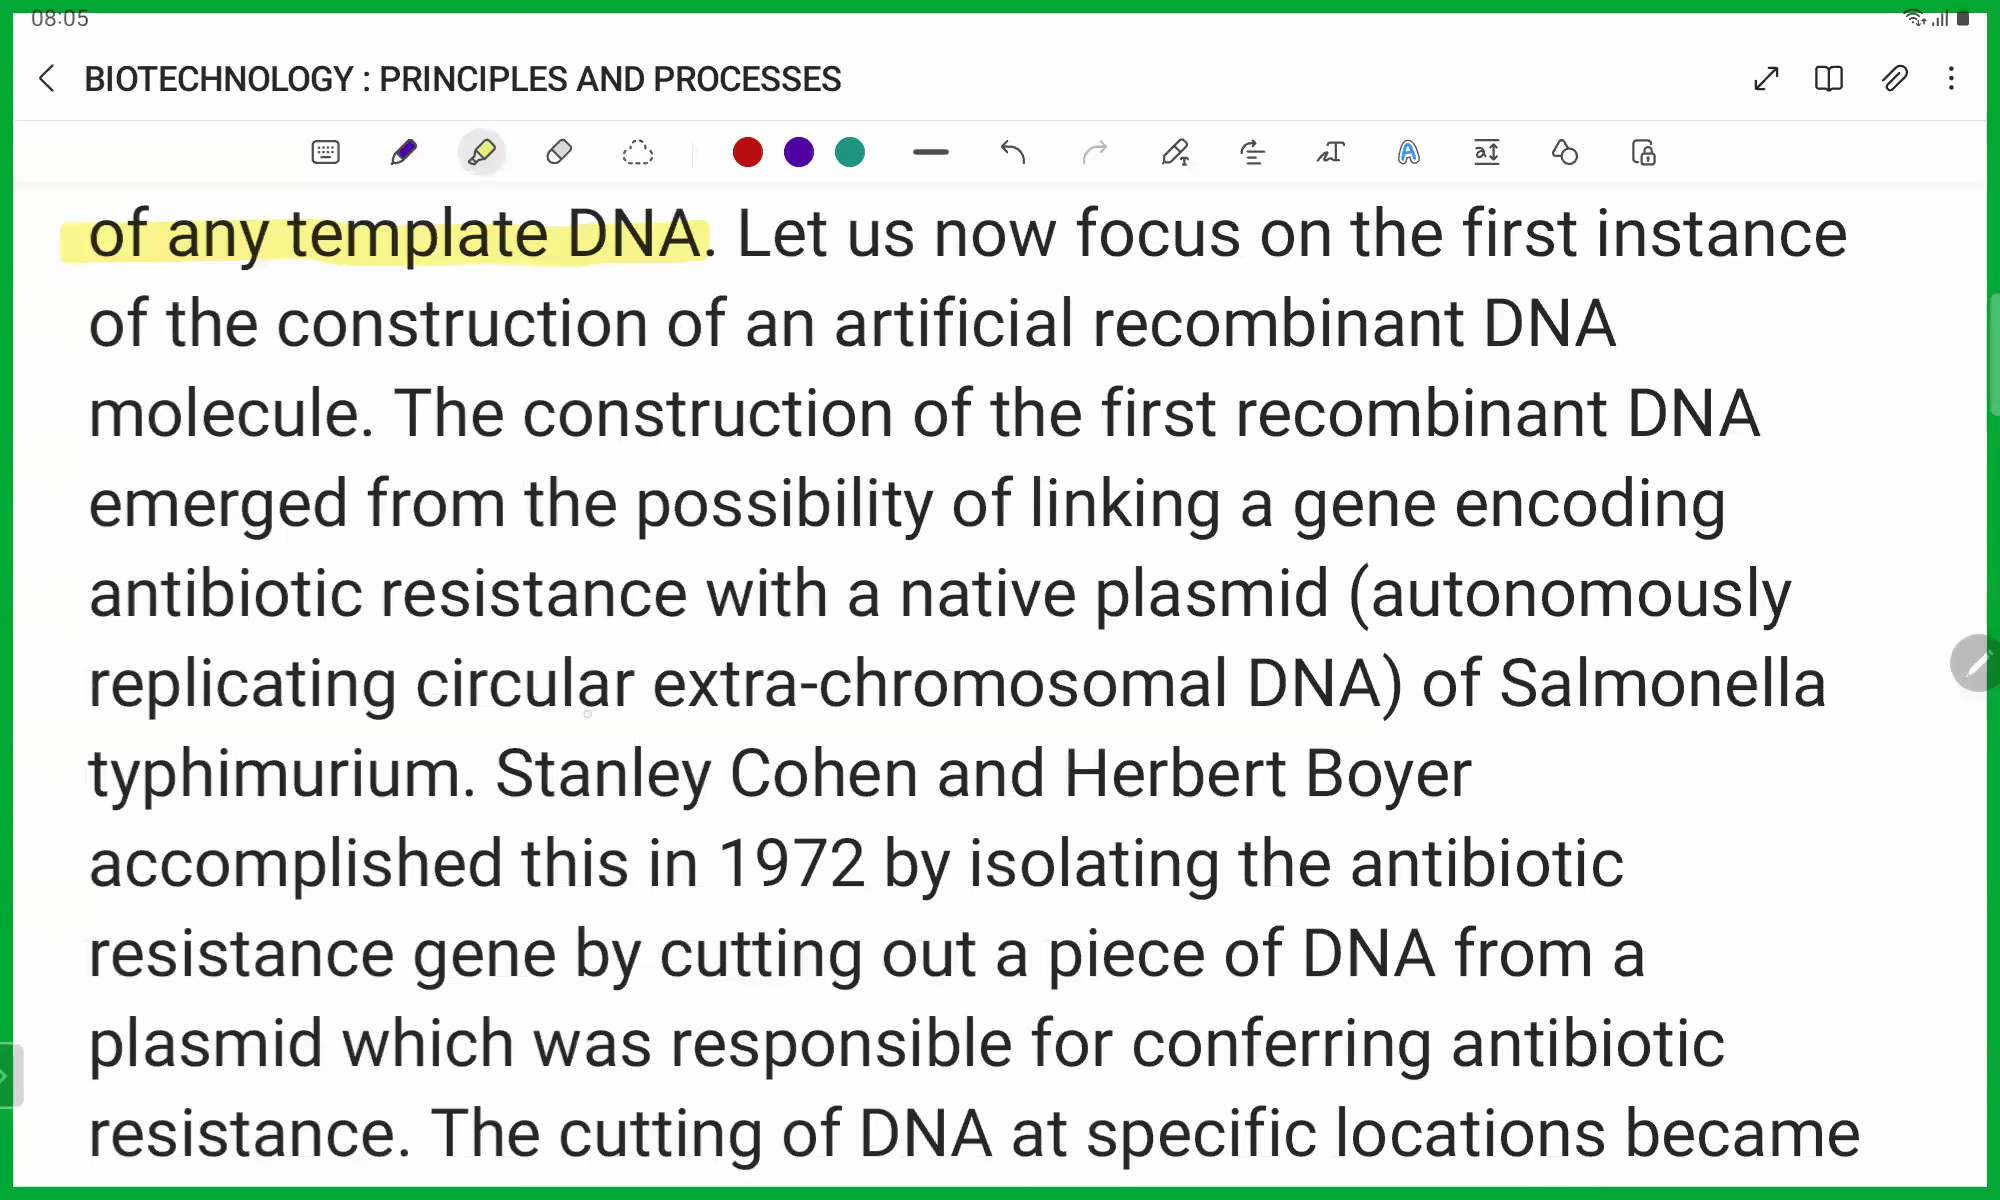 08:05
BIOTECHNOLOGY : PRINCIPLES AND PROCESSES
of any template DNA. Let us now focus on the first instance
of the construction of an artificial recombinant DNA
molecule. The construction of the first recombinant DNA
emerged from the possibility of linking a gene encoding
antibiotic resistance with a native plasmid (autonomously
replicating circular extra-chromosomal DNA) of Salmonella
typhimurium. Stanley Cohen and Herbert Boyer
accomplished this in 1972 by isolating the antibiotic
resistance gene by cutting out a piece of DNA from a
plasmid which was responsible for conferring antibiotic
resistance. The cutting of DNA at specific locations became